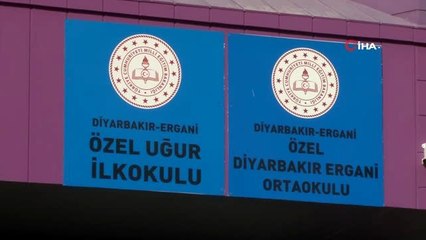 İHA
DİYARBAKIR-ERGANİ
ÖZEL UĞUR
İLKOKULU
DİYARBAKIR-ERGANİ
ÖZEL
DİYARBAKIR ERGANİ
ORTAOKULU